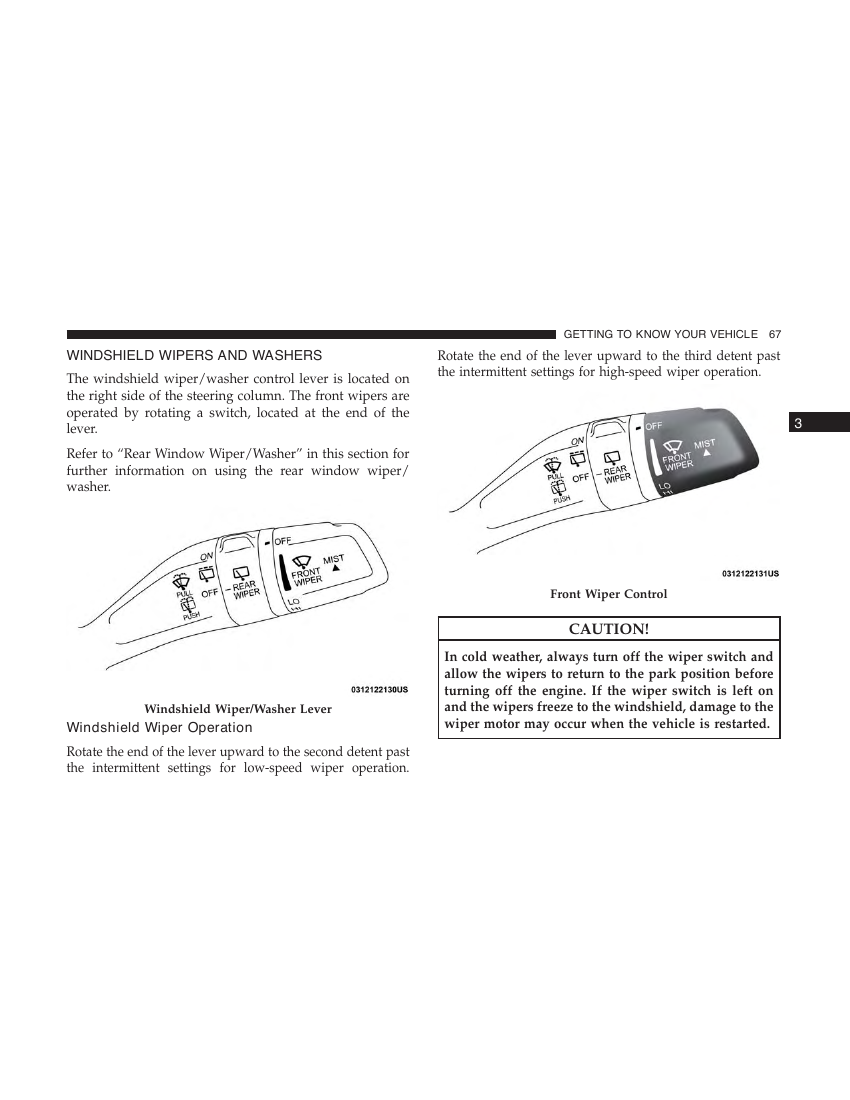 GETTING TO KNOW YOUR VEHICLE 67
WINDSHIELD WIPERS AND WASHERS
The windshield wiper/washer control lever is located on
the right side of the steering column. The front wipers are
operated by rotating a switch, located at the end of the
lever.
Refer to “Rear Window Wiper/Washer” in this section for
further information on using the rear window wiper/
washer.
ON
OFF
PULL
PUSH
OFF
REAR
WIPER
FRONT
WIPER
MIST
LO
HI
0312122130US
Windshield Wiper/Washer Lever
Windshield Wiper Operation
Rotate the end of the lever upward to the second detent past
the intermittent settings for low-speed wiper operation.
Rotate the end of the lever upward to the third detent past
the intermittent settings for high-speed wiper operation.
3
ON
OFF
PULL
PUSH
OFF
REAR
WIPER
FRONT
WIPER
MIST
LO
HI
0312122131US
Front Wiper Control
CAUTION!
In cold weather, always turn off the wiper switch and
allow the wipers to return to the park position before
turning off the engine. If the wiper switch is left on
and the wipers freeze to the windshield, damage to the
wiper motor may occur when the vehicle is restarted.